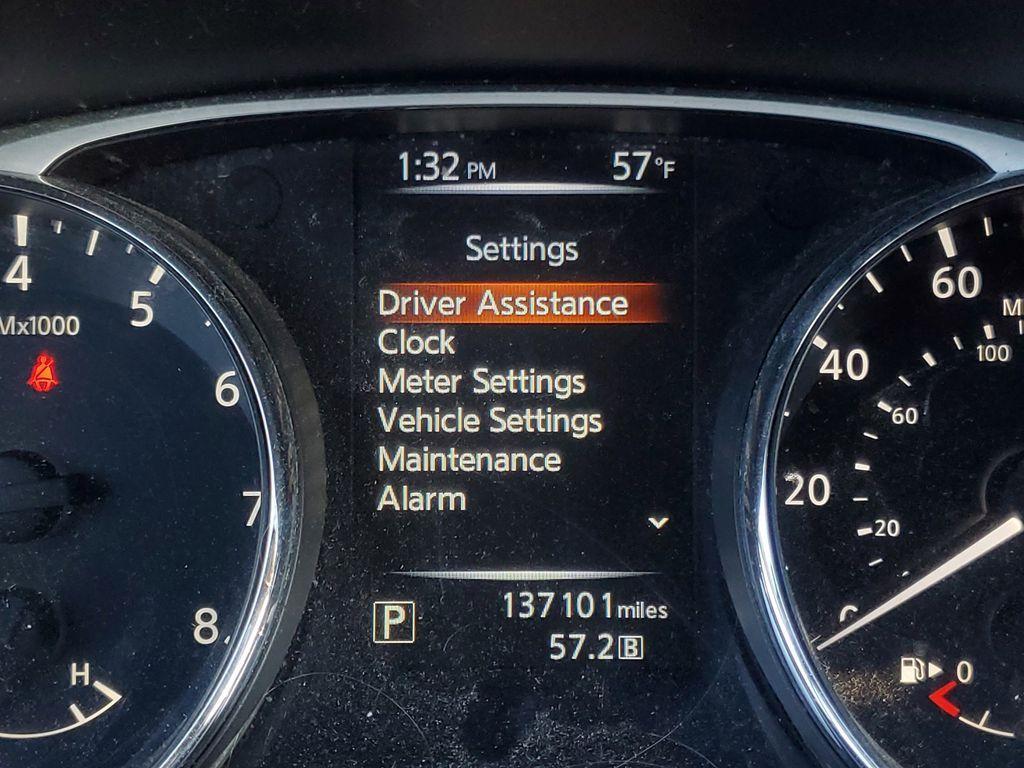 1:32 PM 57°F
Settings
Driver Assistance
Clock
Meter Settings
Vehicle Settings
Maintenance
Alarm
P 137101 miles
57.2 B
4
5
x1000
6
7
8
H
60
40
100
60
20
20
0